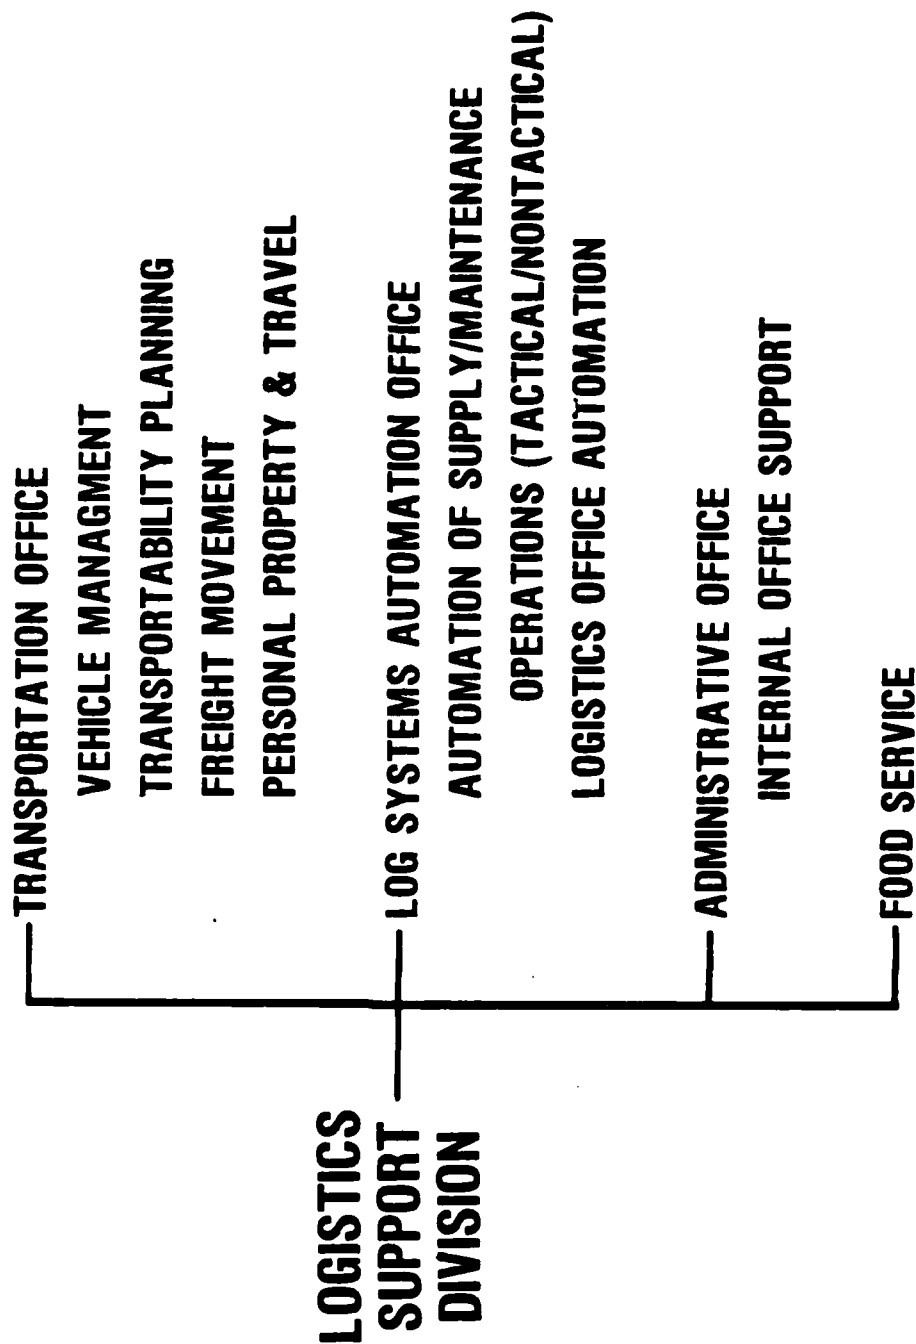 LOGISTICS
SUPPORT
DIVISION
TRANSPORTATION OFFICE
VEHICLE MANAGMENT
TRANSPORTABILITY PLANNING
FREIGHT MOVEMENT
PERSONAL PROPERTY & TRAVEL
LOG SYSTEMS AUTOMATION OFFICE
AUTOMATION OF SUPPLY/MAINTENANCE
OPERATIONS (TACTICAL/NONTACTICAL)
LOGISTICS OFFICE AUTOMATION
ADMINISTRATIVE OFFICE
INTERNAL OFFICE SUPPORT
FOOD SERVICE